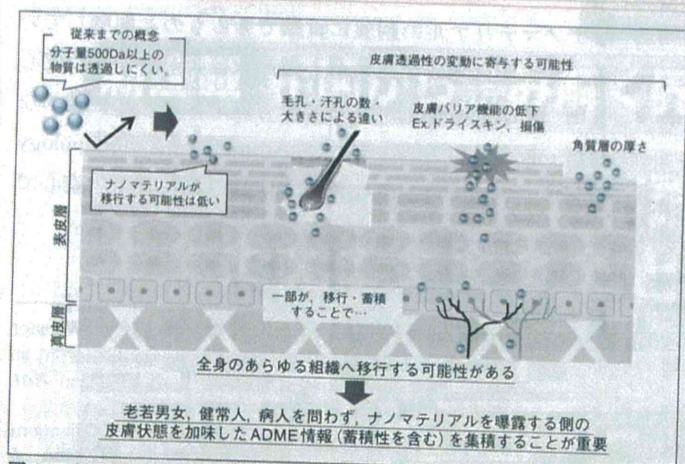 従来までの概念
分子量500Da以上の
物質は透過しにくい。
皮膚透過性の変動に寄与する可能性
毛孔・汗孔の数・
大きさによる違い
皮膚バリア機能の低下
Ex.ドライスキン，損傷
角質層の厚さ
ナノマテリアルが
移行する可能性は低い
表皮層
真皮層
一部が，移行・蓄積
することで…
全身のあらゆる組織へ移行する可能性がある
老若男女，健常人，病人を問わず，ナノマテリアルを曝露する側の
皮膚状態を加味したADME情報（蓄積性を含む）を集積することが重要